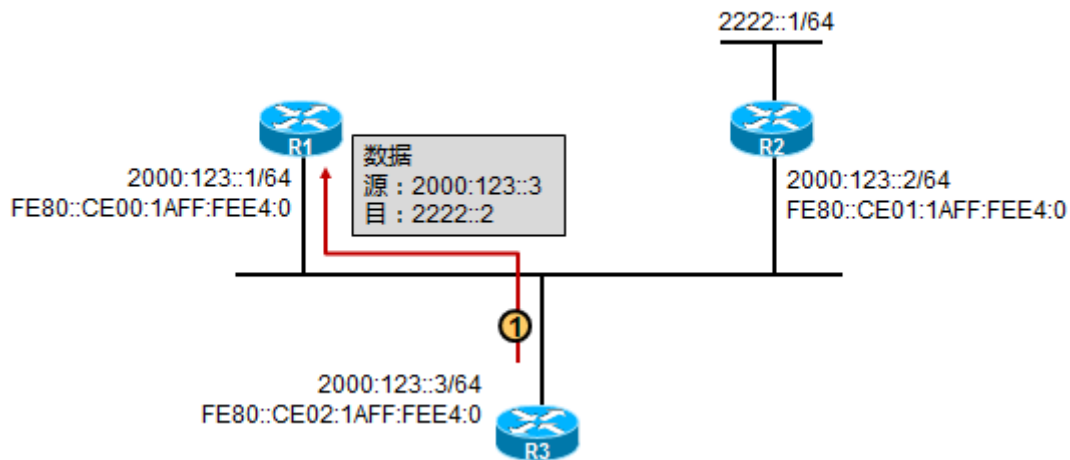 2222::1/64
R1
R2
数据
源：2000:123::3
目：2222::2
2000:123::1/64
FE80::CE00:1AFF:FEE4:0
2000:123::2/64
FE80::CE01:1AFF:FEE4:0
1
2000:123::3/64
FE80::CE02:1AFF:FEE4:0
R3